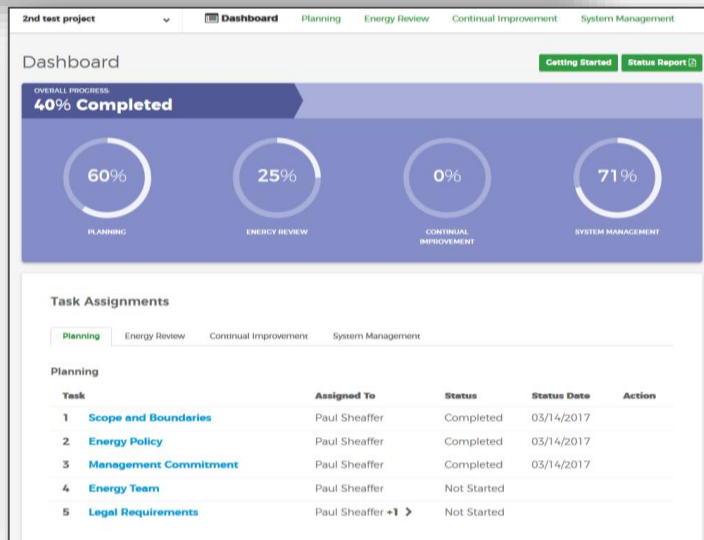 2nd test project Dashboard Planning Energy Review Continual Improvement System Management
Dashboard Getting Started Status Report
OVERALL PROGRESS
40% Completed
60% 25% 0% 71%
PLANNING ENERGY REVIEW CONTINUAL IMPROVEMENT SYSTEM MANAGEMENT
Task Assignments
Planning Energy Review Continual Improvement System Management
Planning
Task Assigned To Status Status Date Action
1 Scope and Boundaries Paul Sheaffer Completed 03/14/2017
2 Energy Policy Paul Sheaffer Completed 03/14/2017
3 Management Commitment Paul Sheaffer Completed 03/14/2017
4 Energy Team Paul Sheaffer Not Started
5 Legal Requirements Paul Sheaffer +1 Not Started